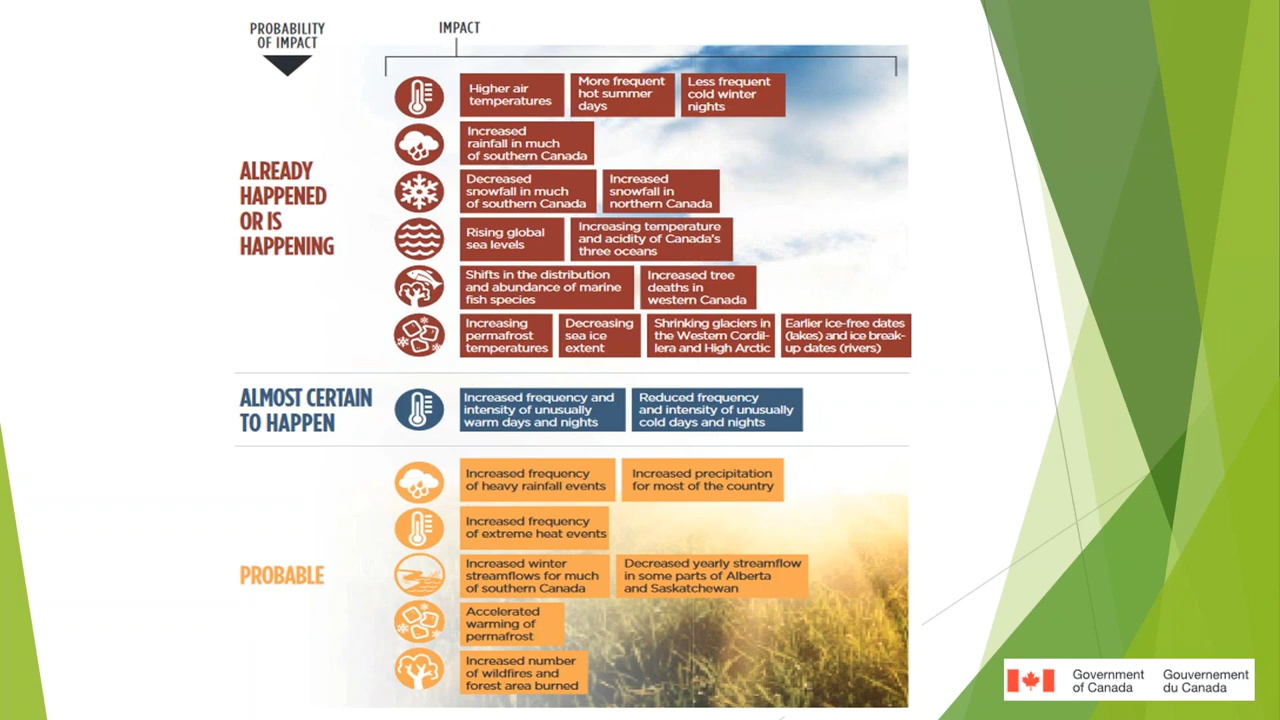 PROBABILITY
OF IMPACT
IMPACT
ALREADY
HAPPENED
OR IS
HAPPENING
Higher air
temperatures
More frequent
hot summer
days
Less frequent
cold winter
nights
Increased
rainfall in much
of southern Canada
Decreased
snowfall in much
of southern Canada
Increased
snowfall in
northern Canada
Rising global
sea levels
Increasing temperature
and acidity of Canada's
three oceans
Shifts in the distribution
and abundance of marine
fish species
Increased tree
deaths in
western Canada
Increasing
permafrost
temperatures
Decreasing
sea ice
extent
Shrinking glaciers in
the Western Cordil-
lera and High Arctic
Earlier ice-free dates
(lakes) and ice break-
up dates (rivers)
ALMOST CERTAIN
TO HAPPEN
Increased frequency and
intensity of unusually
warm days and nights
Reduced frequency
and intensity of unusually
cold days and nights
PROBABLE
Increased frequency
of heavy rainfall events
Increased precipitation
for most of the country
Increased frequency
of extreme heat events
Increased winter
streamflows for much
of southern Canada
Decreased yearly streamflow
in some parts of Alberta
and Saskatchewan
Accelerated
warming of
permafrost
Increased number
of wildfires and
forest area burned
Government
of Canada
Gouvernement
du Canada